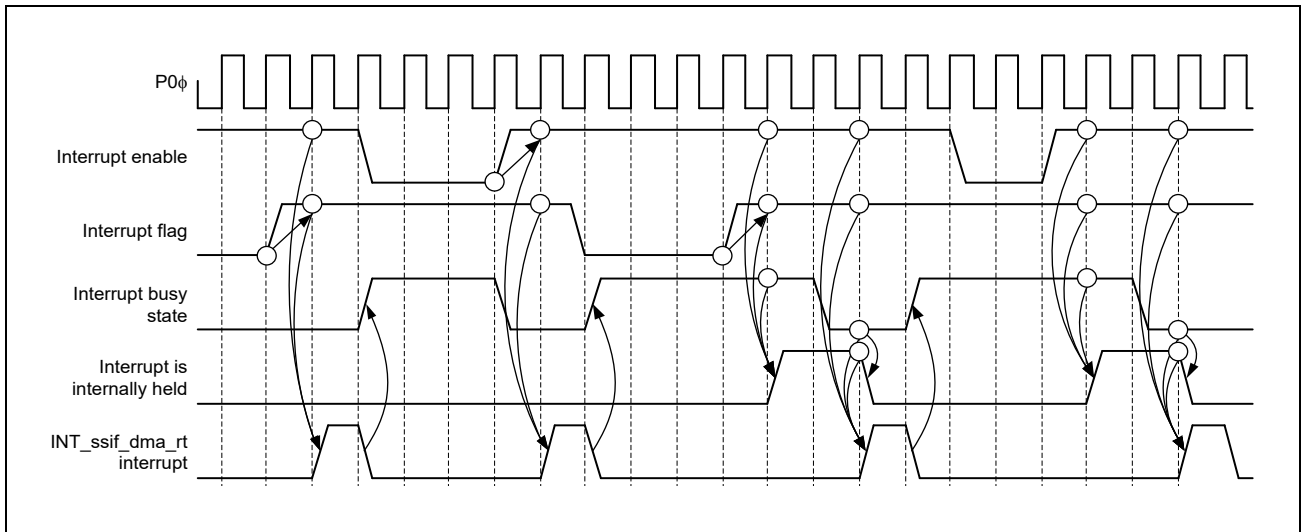 P0ϕ
Interrupt enable
Interrupt flag
Interrupt busy
state
Interrupt is
internally held
INT_ssif_dma_rt
interrupt